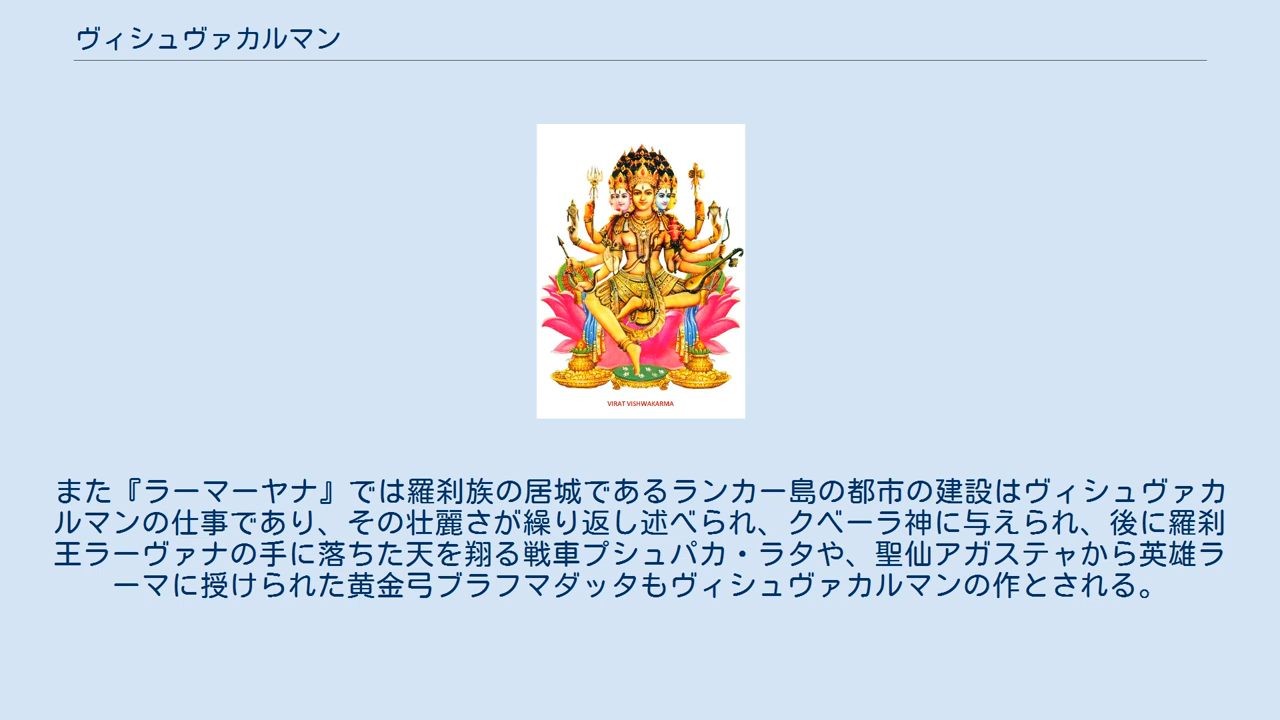 ヴィシュヴァカルマン
VIRAT VISHWAKARMA
また『ラーマーヤナ』では羅刹族の居城であるランカー島の都市の建設はヴィシュヴァカ
ルマンの仕事であり、その壮麗さが繰り返し述べられ、クベーラ神に与えられ、後に羅刹
王ラーヴァナの手に落ちた天を翔る戦車プシュパカ・ラタや、聖仙アガスティャから英雄ラ
ーマに授けられた黄金弓ブラフマダッタもヴィシュヴァカルマンの作とされる。